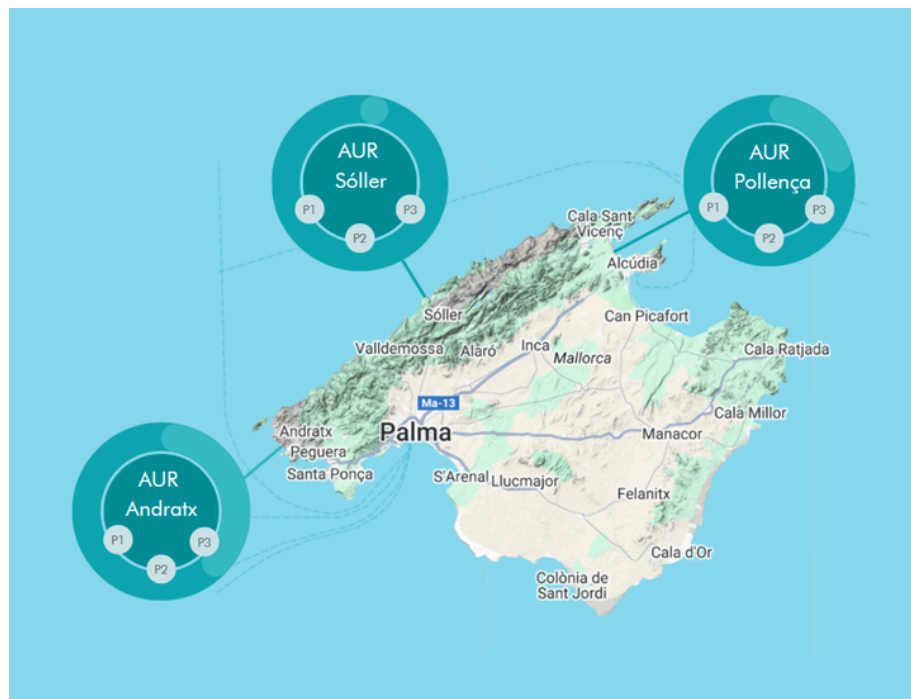 AUR
Sóller
P1
P3
P2
AUR
Pollença
P1
P3
P2
Cala Sant
Vicenç
Alcúdia
Sóller
Can Picafort
Valldemossa
Alaró
Inca
Mallorca
Cala Ratjada
Ma-13
Cala Millor
Andratx
Palma
Manacor
Peguera
Santa Ponça
S'Arenal
Llucmajor
Felanitx
AUR
Andratx
P1
P3
P2
Cala d'Or
Colònia de
Sant Jordi